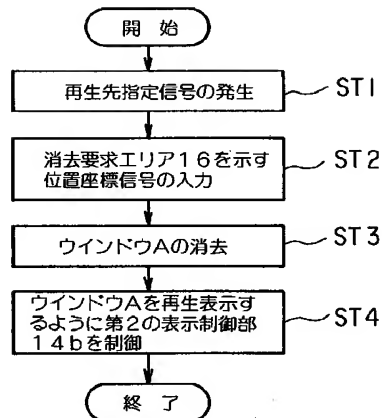 開 始
再生先指定信号の発生
ST1
消去要求エリア16を示す
位置座標信号の入力
ST2
ウインドウAの消去
ST3
ウインドウAを再生表示す
るように第2の表示制御部
14bを制御
ST4
終 了